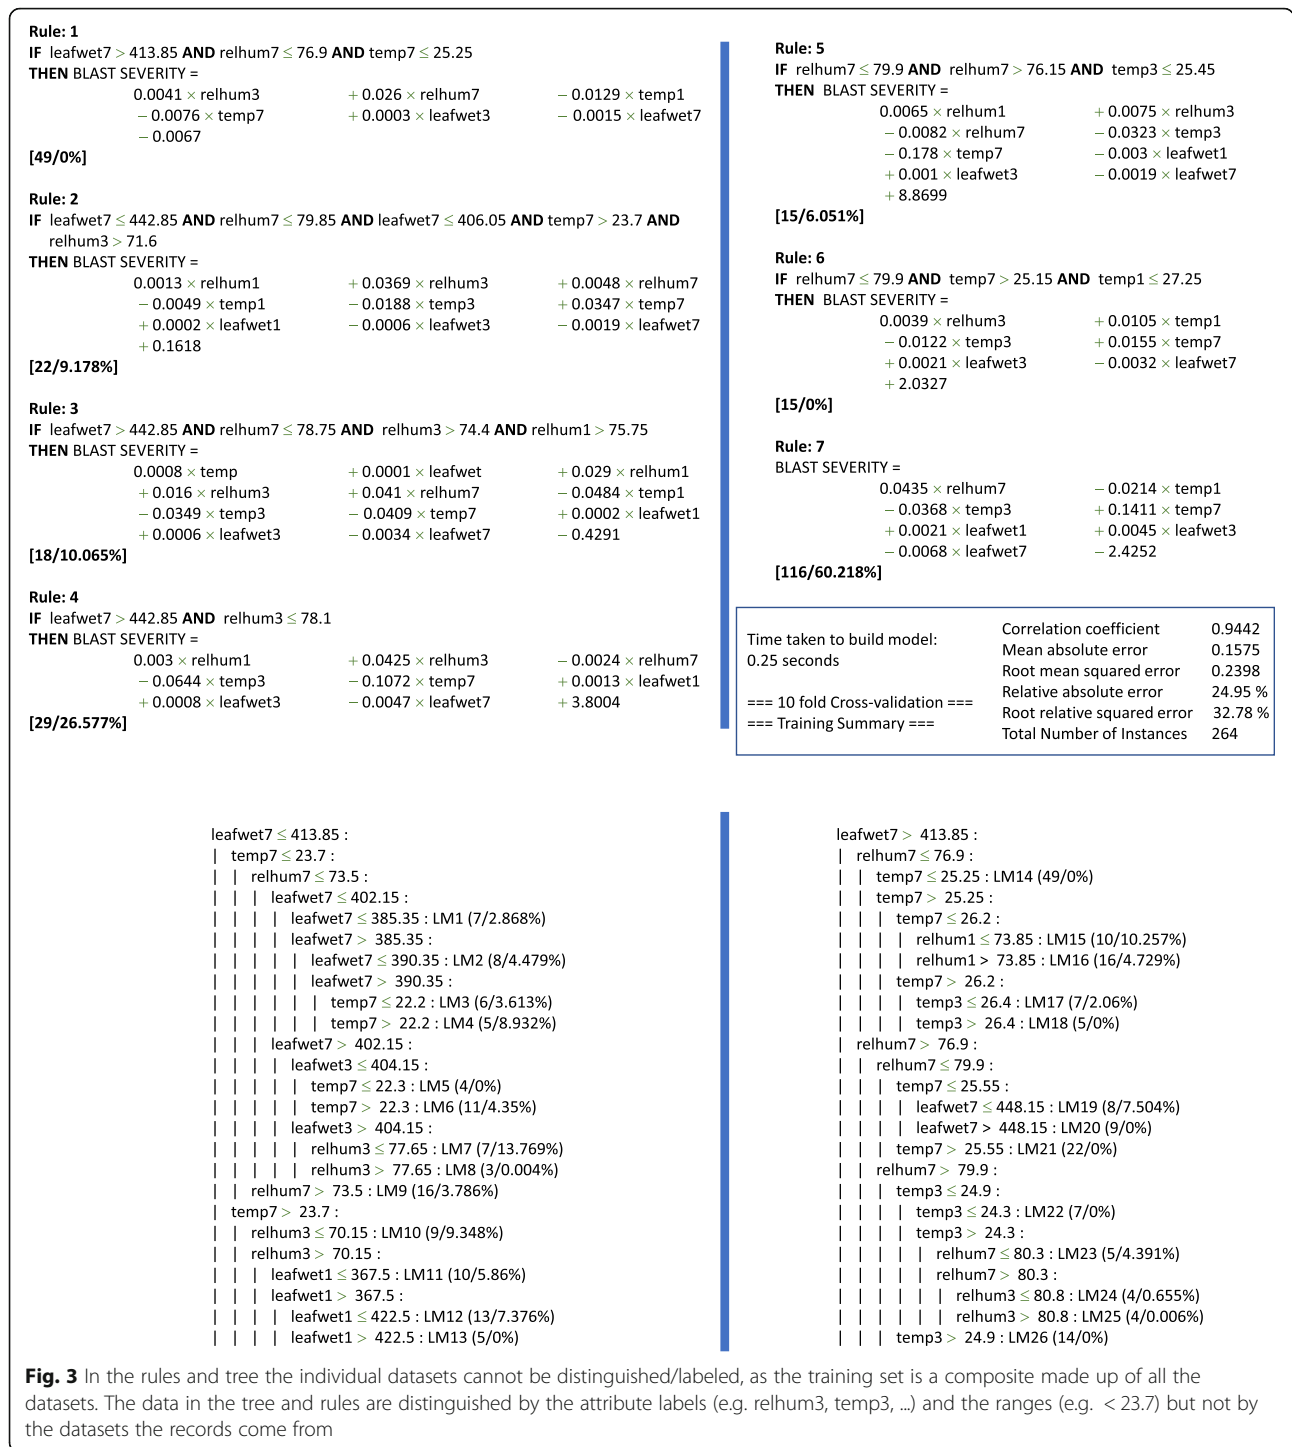 Rule: 1
IF leafwet7 > 413.85 AND relhum7 ≤ 76.9 AND temp7 ≤ 25.25
THEN BLAST SEVERITY =
0.0041 × relhum3 + 0.026 × relhum7 − 0.0129 × temp1
− 0.0076 × temp7 + 0.0003 × leafwet3 − 0.0015 × leafwet7
− 0.0067
[49/0%]
Rule: 2
IF leafwet7 ≤ 442.85 AND relhum7 ≤ 79.85 AND leafwet7 ≤ 406.05 AND temp7 > 23.7 AND
relhum3 > 71.6
THEN BLAST SEVERITY =
0.0013 × relhum1 + 0.0369 × relhum3 + 0.0048 × relhum7
− 0.0049 × temp1 − 0.0188 × temp3 + 0.0347 × temp7
+ 0.0002 × leafwet1 − 0.0006 × leafwet3 − 0.0019 × leafwet7
+ 0.1618
[22/9.178%]
Rule: 3
IF leafwet7 > 442.85 AND relhum7 ≤ 78.75 AND relhum3 > 74.4 AND relhum1 > 75.75
THEN BLAST SEVERITY =
0.0008 × temp + 0.0001 × leafwet + 0.029 × relhum1
+ 0.016 × relhum3 + 0.041 × relhum7 − 0.0484 × temp1
− 0.0349 × temp3 − 0.0409 × temp7 + 0.0002 × leafwet1
+ 0.0006 × leafwet3 − 0.0034 × leafwet7 − 0.4291
[18/10.065%]
Rule: 4
IF leafwet7 > 442.85 AND relhum3 ≤ 78.1
THEN BLAST SEVERITY =
0.003 × relhum1 + 0.0425 × relhum3 − 0.0024 × relhum7
− 0.0644 × temp3 − 0.1072 × temp7 + 0.0013 × leafwet1
+ 0.0008 × leafwet3 − 0.0047 × leafwet7 + 3.8004
[29/26.577%]
Rule: 5
IF relhum7 ≤ 79.9 AND relhum7 > 76.15 AND temp3 ≤ 25.45
THEN BLAST SEVERITY =
0.0065 × relhum1 + 0.0075 × relhum3
− 0.0082 × relhum7 − 0.0323 × temp3
− 0.178 × temp7 − 0.003 × leafwet1
+ 0.001 × leafwet3 − 0.0019 × leafwet7
+ 8.8699
[15/6.051%]
Rule: 6
IF relhum7 ≤ 79.9 AND temp7 > 25.15 AND temp1 ≤ 27.25
THEN BLAST SEVERITY =
0.0039 × relhum3 + 0.0105 × temp1
− 0.0122 × temp3 + 0.0155 × temp7
+ 0.0021 × leafwet3 − 0.0032 × leafwet7
+ 2.0327
[15/0%]
Rule: 7
BLAST SEVERITY =
0.0435 × relhum7 − 0.0214 × temp1
− 0.0368 × temp3 + 0.1411 × temp7
+ 0.0021 × leafwet1 + 0.0045 × leafwet3
− 0.0068 × leafwet7 − 2.4252
[116/60.218%]
Time taken to build model:
0.25 seconds
=== 10 fold Cross-validation ===
=== Training Summary ===
Correlation coefficient 0.9442
Mean absolute error 0.1575
Root mean squared error 0.2398
Relative absolute error 24.95 %
Root relative squared error 32.78 %
Total Number of Instances 264
leafwet7 ≤ 413.85 :
| temp7 ≤ 23.7 :
| | relhum7 ≤ 73.5 :
| | | leafwet7 ≤ 402.15 :
| | | | leafwet7 ≤ 385.35 : LM1 (7/2.868%)
| | | | leafwet7 > 385.35 :
| | | | | leafwet7 ≤ 390.35 : LM2 (8/4.479%)
| | | | | leafwet7 > 390.35 :
| | | | | | temp7 ≤ 22.2 : LM3 (6/3.613%)
| | | | | | temp7 > 22.2 : LM4 (5/8.932%)
| | | leafwet7 > 402.15 :
| | | | leafwet3 ≤ 404.15 :
| | | | | temp7 ≤ 22.3 : LM5 (4/0%)
| | | | | temp7 > 22.3 : LM6 (11/4.35%)
| | | | leafwet3 > 404.15 :
| | | | | relhum3 ≤ 77.65 : LM7 (7/13.769%)
| | | | | relhum3 > 77.65 : LM8 (3/0.004%)
| | relhum7 > 73.5 : LM9 (16/3.786%)
| temp7 > 23.7 :
| | relhum3 ≤ 70.15 : LM10 (9/9.348%)
| | relhum3 > 70.15 :
| | | leafwet1 ≤ 367.5 : LM11 (10/5.86%)
| | | leafwet1 > 367.5 :
| | | | leafwet1 ≤ 422.5 : LM12 (13/7.376%)
| | | | leafwet1 > 422.5 : LM13 (5/0%)
leafwet7 > 413.85 :
| relhum7 ≤ 76.9 :
| | temp7 ≤ 25.25 : LM14 (49/0%)
| | temp7 > 25.25 :
| | | temp7 ≤ 26.2 :
| | | | relhum1 ≤ 73.85 : LM15 (10/10.257%)
| | | | relhum1 > 73.85 : LM16 (16/4.729%)
| | | temp7 > 26.2 :
| | | | temp3 ≤ 26.4 : LM17 (7/2.06%)
| | | | temp3 > 26.4 : LM18 (5/0%)
| relhum7 > 76.9 :
| | relhum7 ≤ 79.9 :
| | | temp7 ≤ 25.55 :
| | | | leafwet7 ≤ 448.15 : LM19 (8/7.504%)
| | | | leafwet7 > 448.15 : LM20 (9/0%)
| | | temp7 > 25.55 : LM21 (22/0%)
| | relhum7 > 79.9 :
| | | temp3 ≤ 24.9 :
| | | | temp3 ≤ 24.3 : LM22 (7/0%)
| | | | temp3 > 24.3 :
| | | | | relhum7 ≤ 80.3 : LM23 (5/4.391%)
| | | | | relhum7 > 80.3 :
| | | | | | relhum3 ≤ 80.8 : LM24 (4/0.655%)
| | | | | | relhum3 > 80.8 : LM25 (4/0.006%)
| | | temp3 > 24.9 : LM26 (14/0%)
Fig. 3 In the rules and tree the individual datasets cannot be distinguished/labeled, as the training set is a composite made up of all the
datasets. The data in the tree and rules are distinguished by the attribute labels (e.g. relhum3, temp3, ...) and the ranges (e.g. < 23.7) but not by
the datasets the records come from